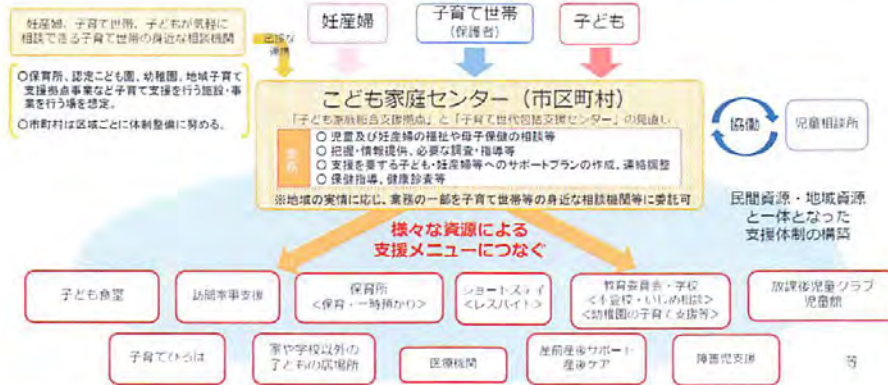 妊産婦、子育て世帯、子どもが気軽に
相談できる子育て世帯の身近な相談機関
○保育所、認定こども園、幼稚園、地域子育て
支援拠点事業など子育て支援を行う施設・事
業を行う場を想定。
○市町村は区域ごとに体制整備に努める。
密接な
連携
妊産婦
子育て世帯
(保護者)
子ども
こども家庭センター(市区町村)
「子ども家庭総合支援拠点」と「子育て世代包括支援センター」の見直し
業務
○ 児童及び妊産婦の福祉や母子保健の相談等
○ 把握・情報提供、必要な調査・指導等
○ 支援を要する子ども・妊産婦等へのサポートプランの作成、連絡調整
○ 保健指導、健康診査等
※地域の実情に応じ、業務の一部を子育て世帯等の身近な相談機関等に委託可
協働
児童相談所
様々な資源による
支援メニューにつなぐ
民間資源・地域資源
と一体となった
支援体制の構築
子ども食堂
訪問家事支援
保育所
<保育・一時預かり>
ショートステイ
<レスパイト>
教育委員会・学校
<不登校・いじめ相談>
<幼稚園の子育て支援等>
放課後児童クラブ
児童館
子育てひろば
家や学校以外の
子どもの居場所
医療機関
産前産後サポート
産後ケア
障害児支援
等